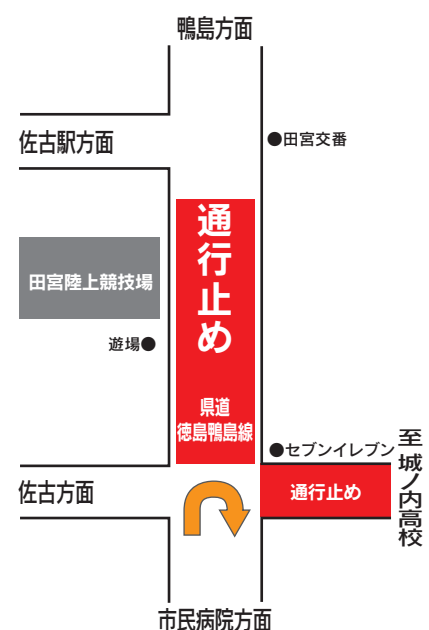 鴨島方面
佐古駅方面
●田宮交番
通行止め
田宮陸上競技場
遊場●
県道
徳島鴨島線
●セブンイレブン
至城ノ内高校
佐古方面
通行止め
市民病院方面